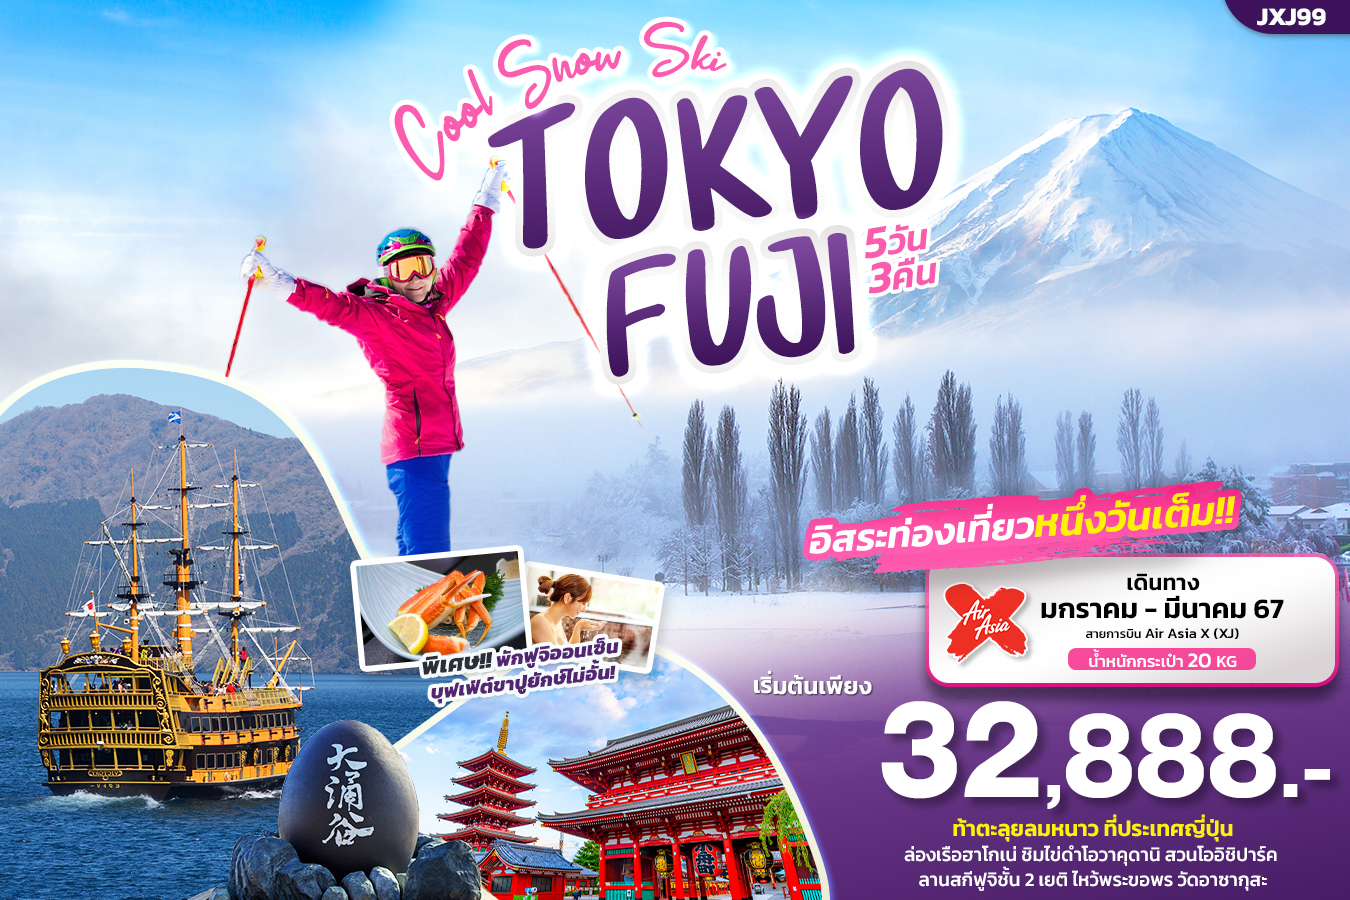 JXJ99
Cool Snow Ski
TOKYO
FUJI
5วัน
3คืน
อิสระท่องเที่ยวหนึ่งวันเต็ม!!
Air
Asia
เดินทาง
มกราคม - มีนาคม 67
สายการบิน Air Asia X (XJ)
น้ำหนักกระเป๋า 20 KG
พิเศษ!! พักฟูจิออนเซ็น
บุฟเฟ่ต์ขาปูยักษ์ไม่อั้น!
เริ่มต้นเพียง
32,888.-
大涌谷
ท้าตะลุยลมหนาว ที่ประเทศญี่ปุ่น
ล่องเรือฮาโกเน่ ชิมไข่ดำโอวาคุดานิ สวนโออิชิปาร์ค
ลานสกีฟูจิชั้น 2 เยติ ไหว้พระขอพร วัดอาซากุสะ